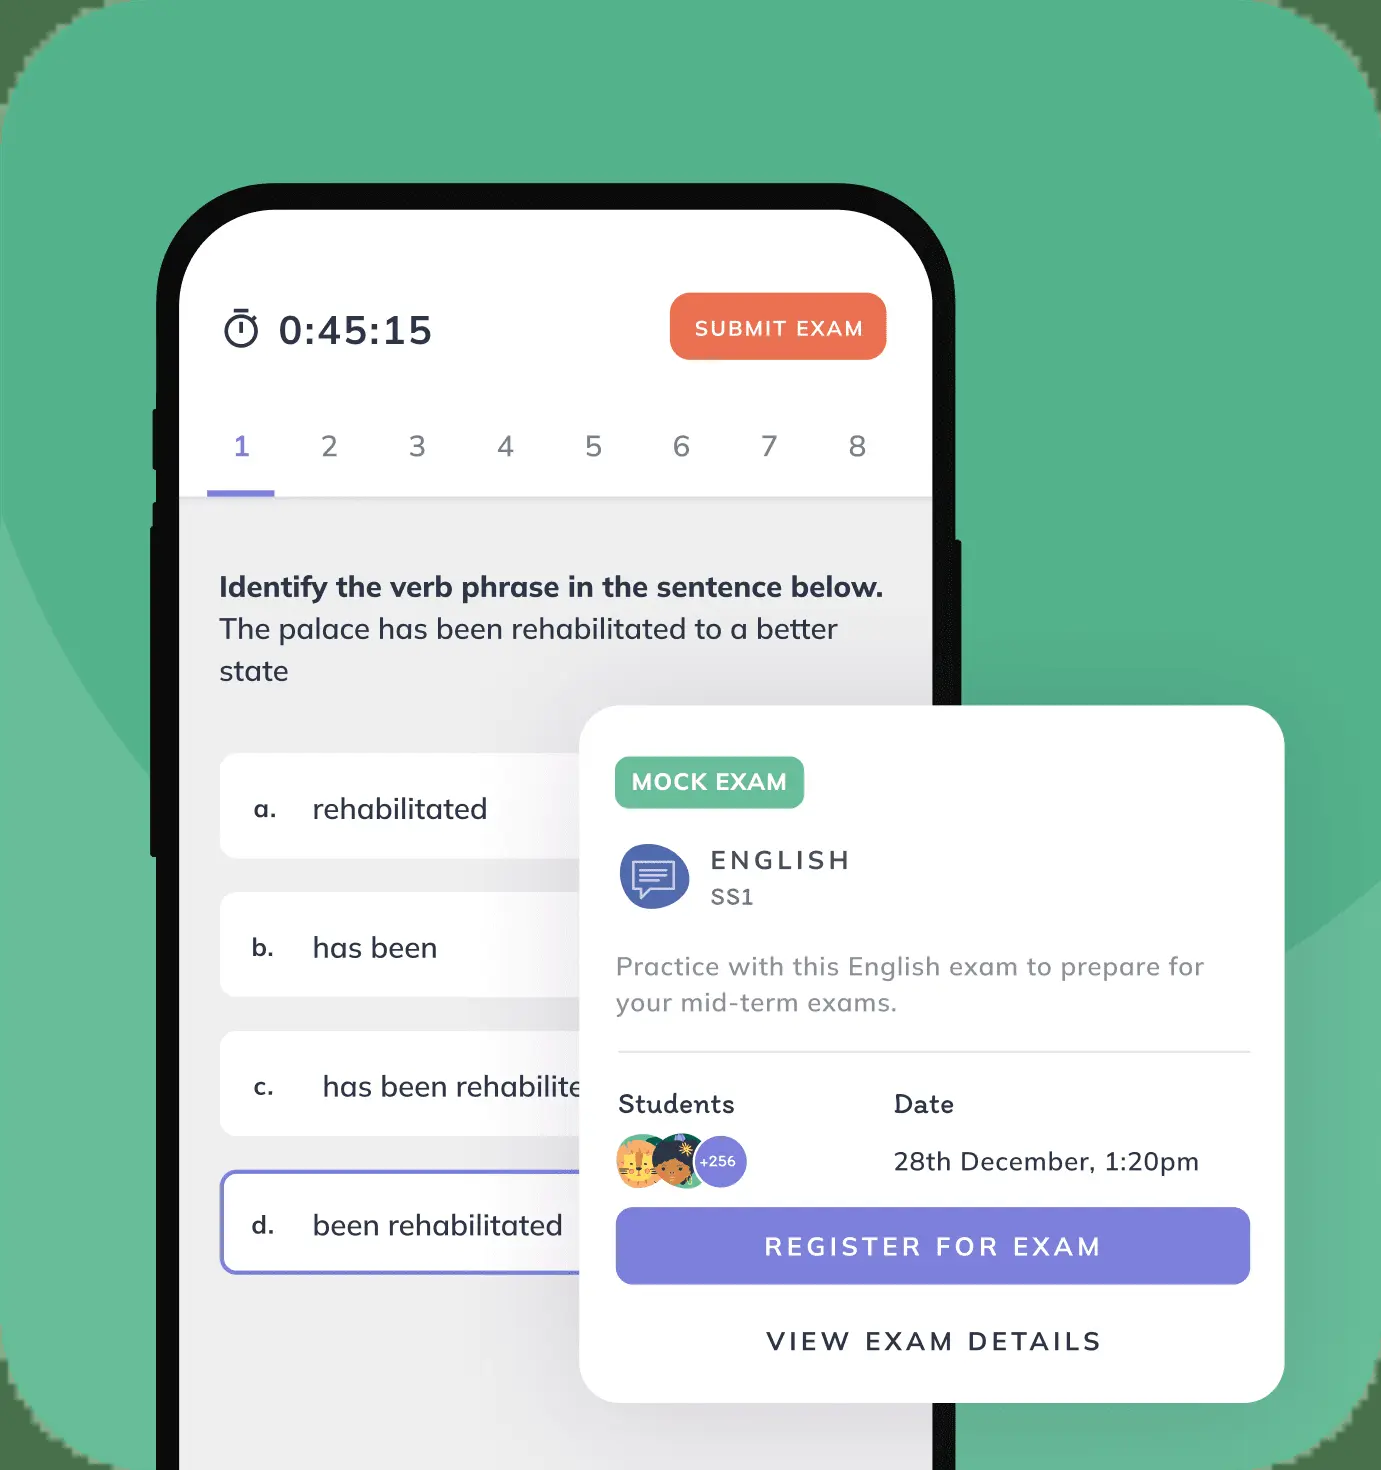 0:45:15
SUBMIT EXAM
1 2 3 4 5 6 7 8
Identify the verb phrase in the sentence below.
The palace has been rehabilitated to a better
state
a. rehabilitated
b. has been
c. has been rehabilite
d. been rehabilitated
MOCK EXAM
ENGLISH
SS1
Practice with this English exam to prepare for
your mid-term exams.
Students
Date
+256
28th December, 1:20pm
REGISTER FOR EXAM
VIEW EXAM DETAILS